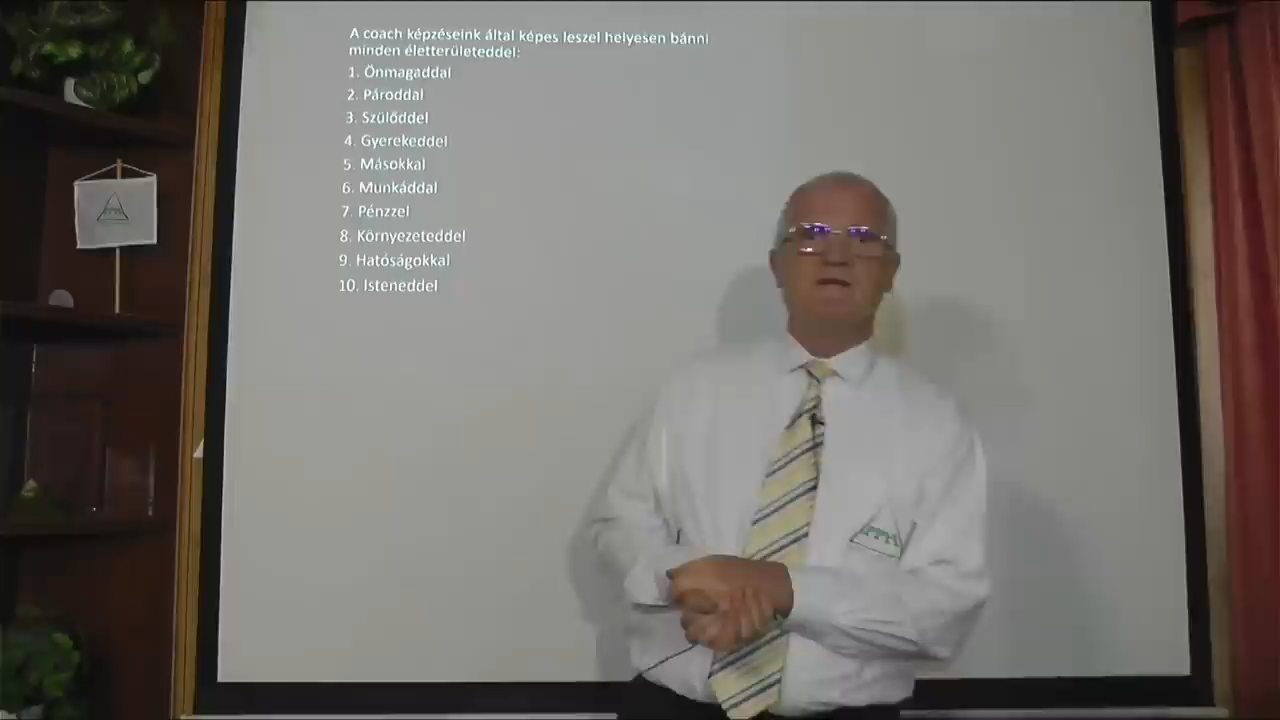 A coach képzéseink által képes leszel helyesen bánni
minden életterületeddel:
1. Önmagaddal
2. Pároddal
3. Szülőddel
4. Gyerekeddel
5. Másokkal
6. Munkáddal
7. Pénzzel
8. Környezeteddel
9. Hatóságokkal
10. Isteneddel